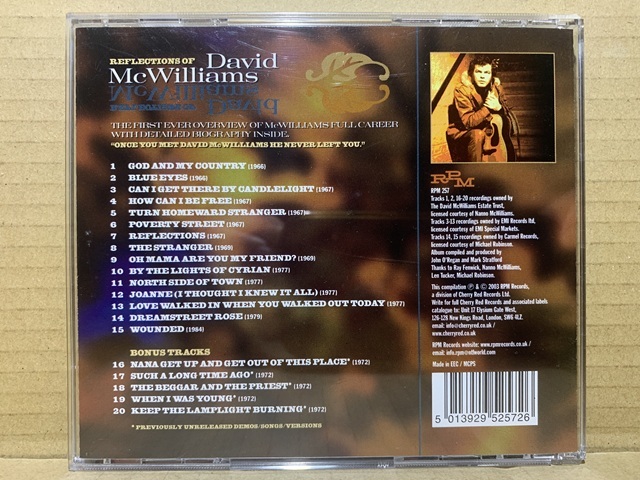 REFLECTIONS OF David
McWilliams
THE FIRST EVER OVERVIEW OF McWILLIAMS FULL CAREER
WITH DETAILED BIOGRAPHY INSIDE.
"ONCE YOU MET DAVID McWILLIAMS HE NEVER LEFT YOU."
1 GOD AND MY COUNTRY (1966)
2 BLUE EYES (1966)
3 CAN I GET THERE BY CANDLELIGHT (1967)
4 HOW CAN I BE FREE (1967)
5 TURN HOMEWARD STRANGER (1967)
6 POVERTY STREET (1967)
7 REFLECTIONS (1967)
8 THE STRANGER (1969)
9 OH MAMA ARE YOU MY FRIEND? (1969)
10 BY THE LIGHTS OF CYRIAN (1977)
11 NORTH SIDE OF TOWN (1977)
12 JOANNE (I THOUGHT I KNEW IT ALL) (1977)
13 LOVE WALKED IN WHEN YOU WALKED OUT TODAY (1977)
14 DREAMSTREET ROSE (1979)
15 WOUNDED (1984)
BONUS TRACKS
16 NANA GET UP AND GET OUT OF THIS PLACE* (1972)
17 SUCH A LONG TIME AGO* (1972)
18 THE BEGGAR AND THE PRIEST* (1972)
19 WHEN I WAS YOUNG* (1972)
20 KEEP THE LAMPLIGHT BURNING* (1972)
* PREVIOUSLY UNRELEASED DEMOS/SONGS/VERSIONS
RPM
RPM 257
Tracks 1, 2, 16-20 recordings owned by
The David McWilliams Estate Trust,
licensed courtesy of Nanno McWilliams.
Tracks 3-13 recordings owned by EMI Records ltd,
licensed courtesy of EMI Special Markets.
Tracks 14, 15 recordings owned by Carmel Records,
licensed courtesy of Michael Robinson.
Album compiled and produced by
John O'Regan and Mark Stratford
Thanks to Ray Fenwick, Nanno McWilliams,
Len Tucker, Michael Robinson.
This compilation ℗ & © 2003 RPM Records,
a division of Cherry Red Records Ltd.
Write for full Cherry Red Records and associated labels
catalogue to: Unit 17 Elysium Gate West,
126-128 New Kings Road, London, SW6 4LZ.
email: info@cherryred.co.uk /
www.cherryred.co.uk
RPM Records website: www.rpmrecords.co.uk /
email: info.rpm@ntlworld.com
Made in EEC / MCPS
5 013929 525726